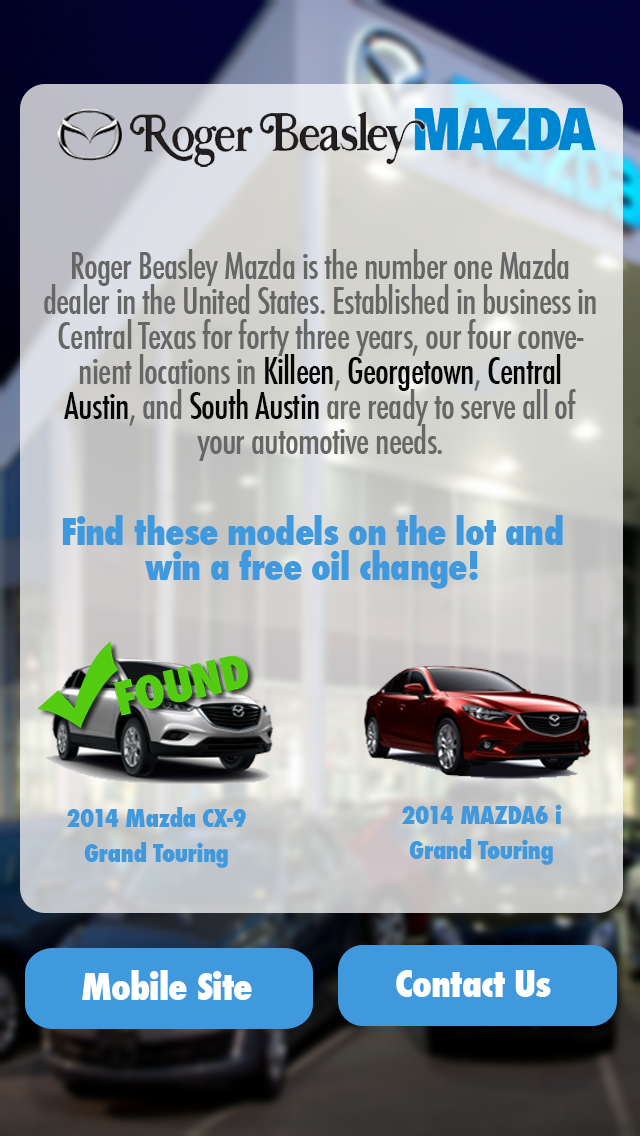 Roger Beasley MAZDA
Roger Beasley Mazda is the number one Mazda
dealer in the United States. Established in business in
Central Texas for forty three years, our four conve-
nient locations in Killeen, Georgetown, Central
Austin, and South Austin are ready to serve all of
your automotive needs.
Find these models on the lot and
win a free oil change!
FOUND
2014 Mazda CX-9
Grand Touring
2014 MAZDA6 i
Grand Touring
Mobile Site
Contact Us
mazda